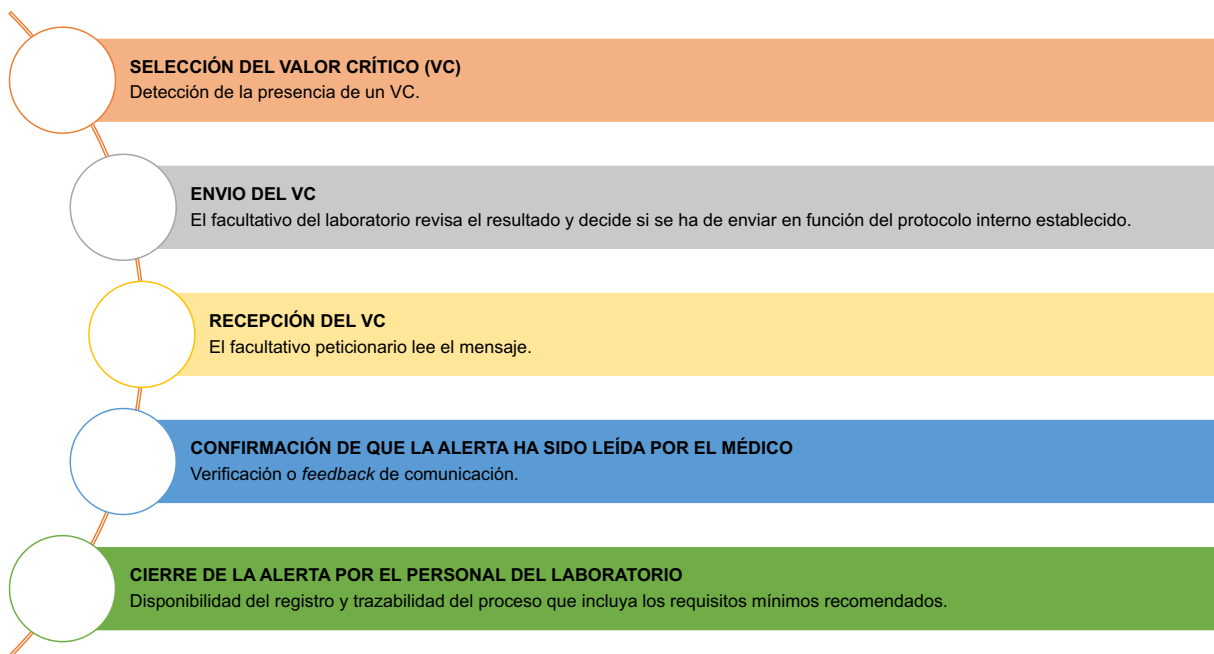 SELECCIÓN DEL VALOR CRÍTICO (VC)
Detección de la presencia de un VC.
ENVIO DEL VC
El facultativo del laboratorio revisa el resultado y decide si se ha de enviar en función del protocolo interno establecido.
RECEPCIÓN DEL VC
El facultativo peticionario lee el mensaje.
CONFIRMACIÓN DE QUE LA ALERTA HA SIDO LEÍDA POR EL MÉDICO
Verificación o feedback de comunicación.
CIERRE DE LA ALERTA POR EL PERSONAL DEL LABORATORIO
Disponibilidad del registro y trazabilidad del proceso que incluya los requisitos mínimos recomendados.